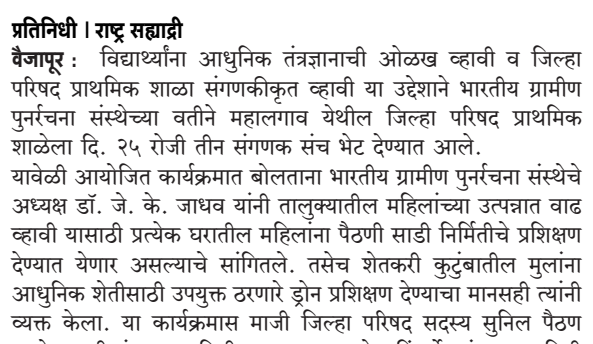 प्रतिनिधी । राष्ट्र सह्याद्री
वैजापूर : विद्यार्थ्यांना आधुनिक तंत्रज्ञानाची ओळख व्हावी व जिल्हा
परिषद प्राथमिक शाळा संगणकीकृत व्हावी या उद्देशाने भारतीय ग्रामीण
पुनर्रचना संस्थेच्या वतीने महालगाव येथील जिल्हा परिषद प्राथमिक
शाळेला दि. २५ रोजी तीन संगणक संच भेट देण्यात आले.
यावेळी आयोजित कार्यक्रमात बोलताना भारतीय ग्रामीण पुनर्रचना संस्थेचे
अध्यक्ष डॉ. जे. के. जाधव यांनी तालुक्यातील महिलांच्या उत्पन्नात वाढ
व्हावी यासाठी प्रत्येक घरातील महिलांना पैठणी साडी निर्मितीचे प्रशिक्षण
देण्यात येणार असल्याचे सांगितले. तसेच शेतकरी कुटुंबातील मुलांना
आधुनिक शेतीसाठी उपयुक्त ठरणारे ड्रोन प्रशिक्षण देण्याचा मानसही त्यांनी
व्यक्त केला. या कार्यक्रमास माजी जिल्हा परिषद सदस्य सुनिल पैठण